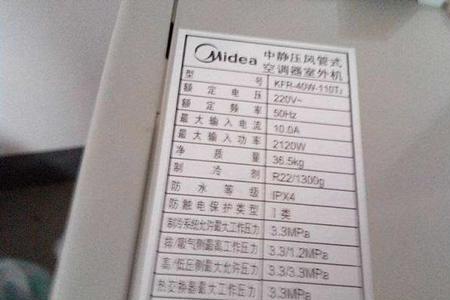 Midea 中静压风管式
空调器室外机
型号 KFR-40W-110T2
额定电压 220V~
额定频率 50Hz
最大输入电流 10.0A
最大输入功率 2120W
净质量 36.5kg
制冷剂 R22/1300g
防水等级 IPX4
防触电保护类型 I 类
制冷系统允许最大工作压力 3.3MPa
排/吸气侧最高工作压力 3.3/1.2MPa
高/低压侧最大允许压力 3.3/3.3MPa
热交换器最大工作压力 3.3MPa